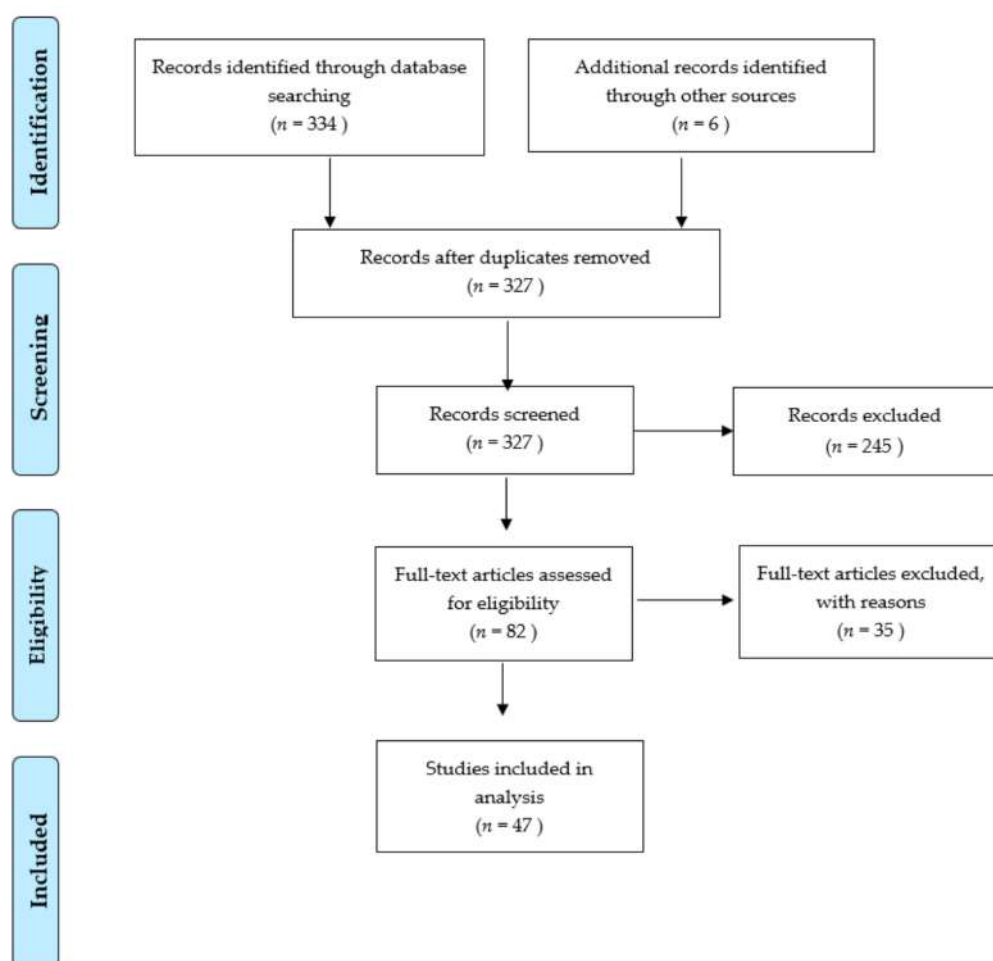 Identification
Records identified through database
searching
(n = 334 )
Additional records identified
through other sources
(n = 6 )
Records after duplicates removed
(n = 327 )
Screening
Records screened
(n = 327 )
Records excluded
(n = 245 )
Eligibility
Full-text articles assessed
for eligibility
(n = 82 )
Full-text articles excluded,
with reasons
(n = 35 )
Included
Studies included in
analysis
(n = 47 )